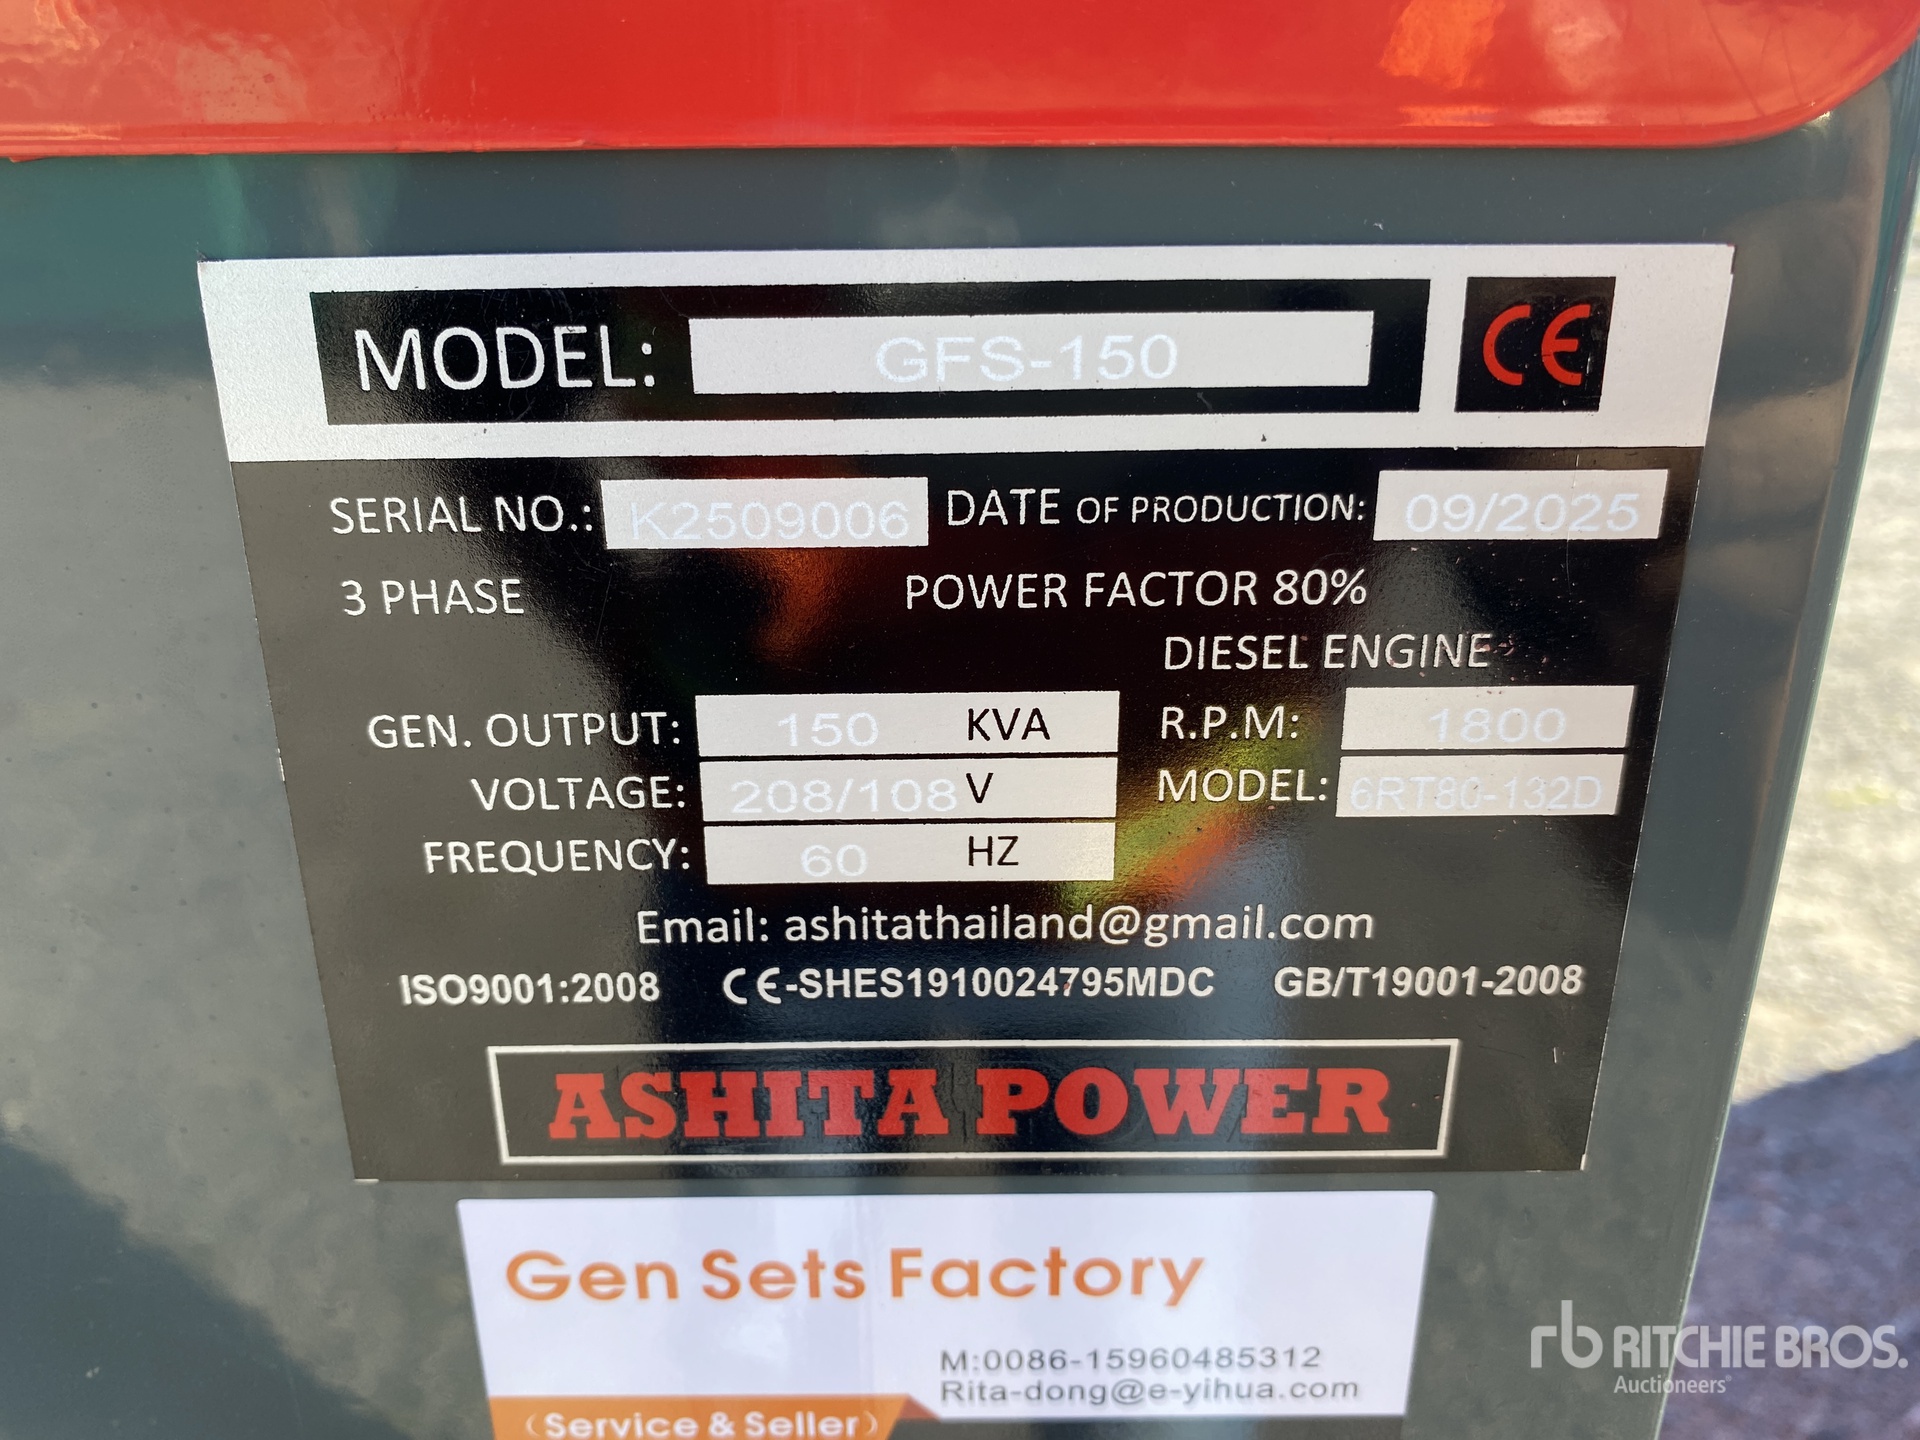 MODEL: GFS-150 CE
SERIAL NO.: K2509006 DATE OF PRODUCTION: 09/2025
3 PHASE POWER FACTOR 80%
DIESEL ENGINE
GEN. OUTPUT: 150 KVA R.P.M: 1800
VOLTAGE: 208/108 V MODEL: 6RT80-132D
FREQUENCY: 60 HZ
Email: ashitathailand@gmail.com
ISO9001:2008 CE-SHES1910024795MDC GB/T19001-2008
ASHITA POWER
Gen Sets Factory
M:0086-15960485312
Rita-dong@e-yihua.com
(Service & Seller)
rb RITCHIE BROS.
Auctioneers